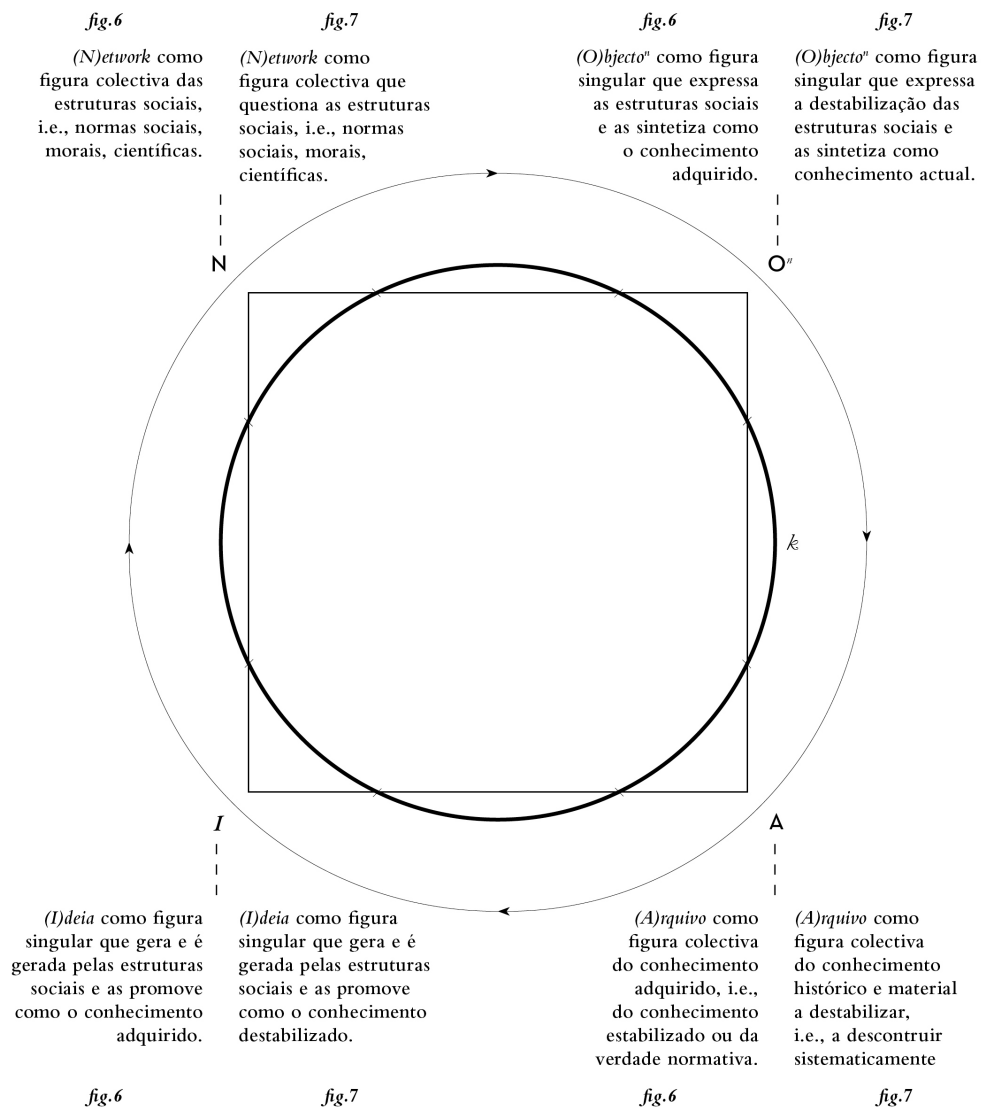 fig.6
(N)etwork como
figura colectiva das
estruturas sociais,
i.e., normas sociais,
morais, científicas.
fig.7
(N)etwork como
figura colectiva que
questiona as estruturas
sociais, i.e., normas
sociais, morais,
científicas.
fig.6
(O)bjectoⁿ como figura
singular que expressa
as estruturas sociais
e as sintetiza como
o conhecimento
adquirido.
fig.7
(O)bjectoⁿ como figura
singular que expressa
a destabilização das
estruturas sociais e
as sintetiza como
conhecimento actual.
N
Oⁿ
k
I
A
(I)deia como figura
singular que gera e é
gerada pelas estruturas
sociais e as promove
como o conhecimento
adquirido.
fig.6
(I)deia como figura
singular que gera e é
gerada pelas estruturas
sociais e as promove
como o conhecimento
destabilizado.
fig.7
(A)rquivo como
figura colectiva
do conhecimento
adquirido, i.e.,
do conhecimento
estabilizado ou da
verdade normativa.
fig.6
(A)rquivo como
figura colectiva
do conhecimento
histórico e material
a destabilizar,
i.e., a descontruir
sistematicamente
fig.7